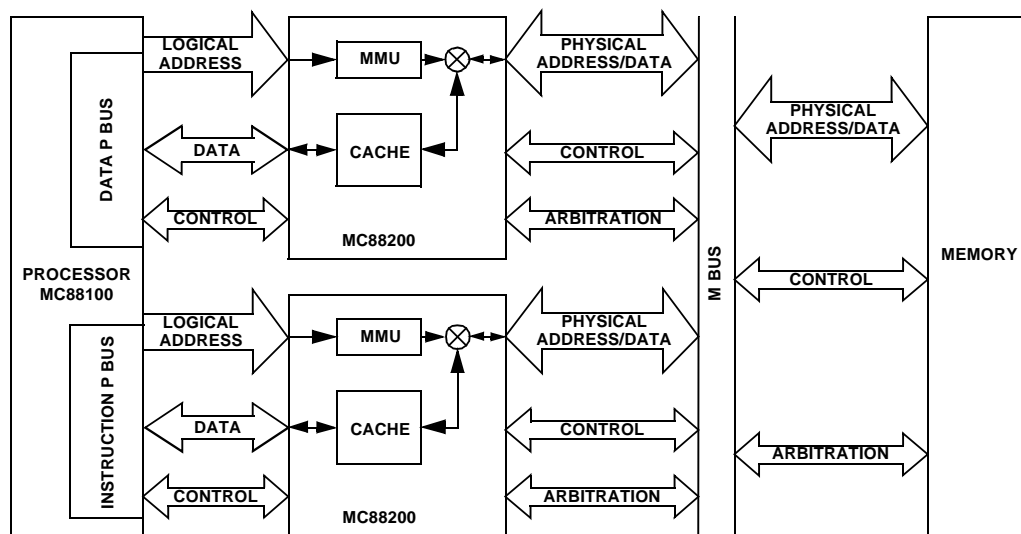 PROCESSOR
MC88100
DATA P BUS
LOGICAL
ADDRESS
DATA
CONTROL
MMU
CACHE
MC88200
PHYSICAL
ADDRESS/DATA
CONTROL
ARBITRATION
INSTRUCTION P BUS
LOGICAL
ADDRESS
DATA
CONTROL
MMU
CACHE
MC88200
PHYSICAL
ADDRESS/DATA
CONTROL
ARBITRATION
M BUS
PHYSICAL
ADDRESS/DATA
CONTROL
ARBITRATION
MEMORY